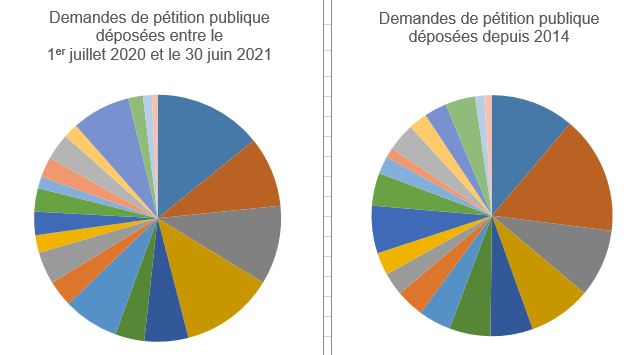 Demandes de pétition publique
déposées entre le
1er juillet 2020 et le 30 juin 2021
Demandes de pétition publique
déposées depuis 2014